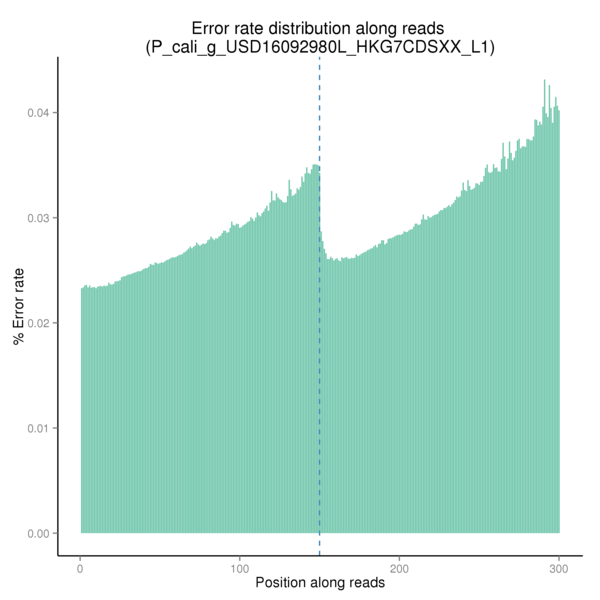 Error rate distribution along reads
(P_cali_g_USD16092980L_HKG7CDSXX_L1)
% Error rate
0.04
0.03
0.02
0.01
0.00
0 100 200 300
Position along reads